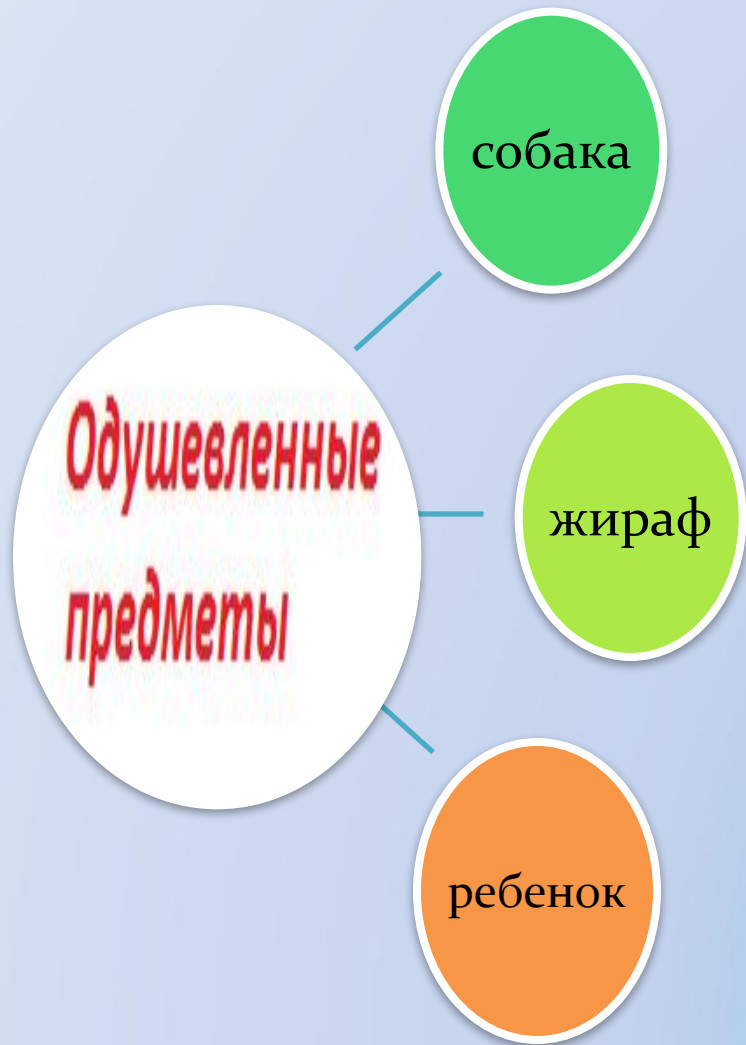 собака
Одушевленные
предметы
жираф
ребенок